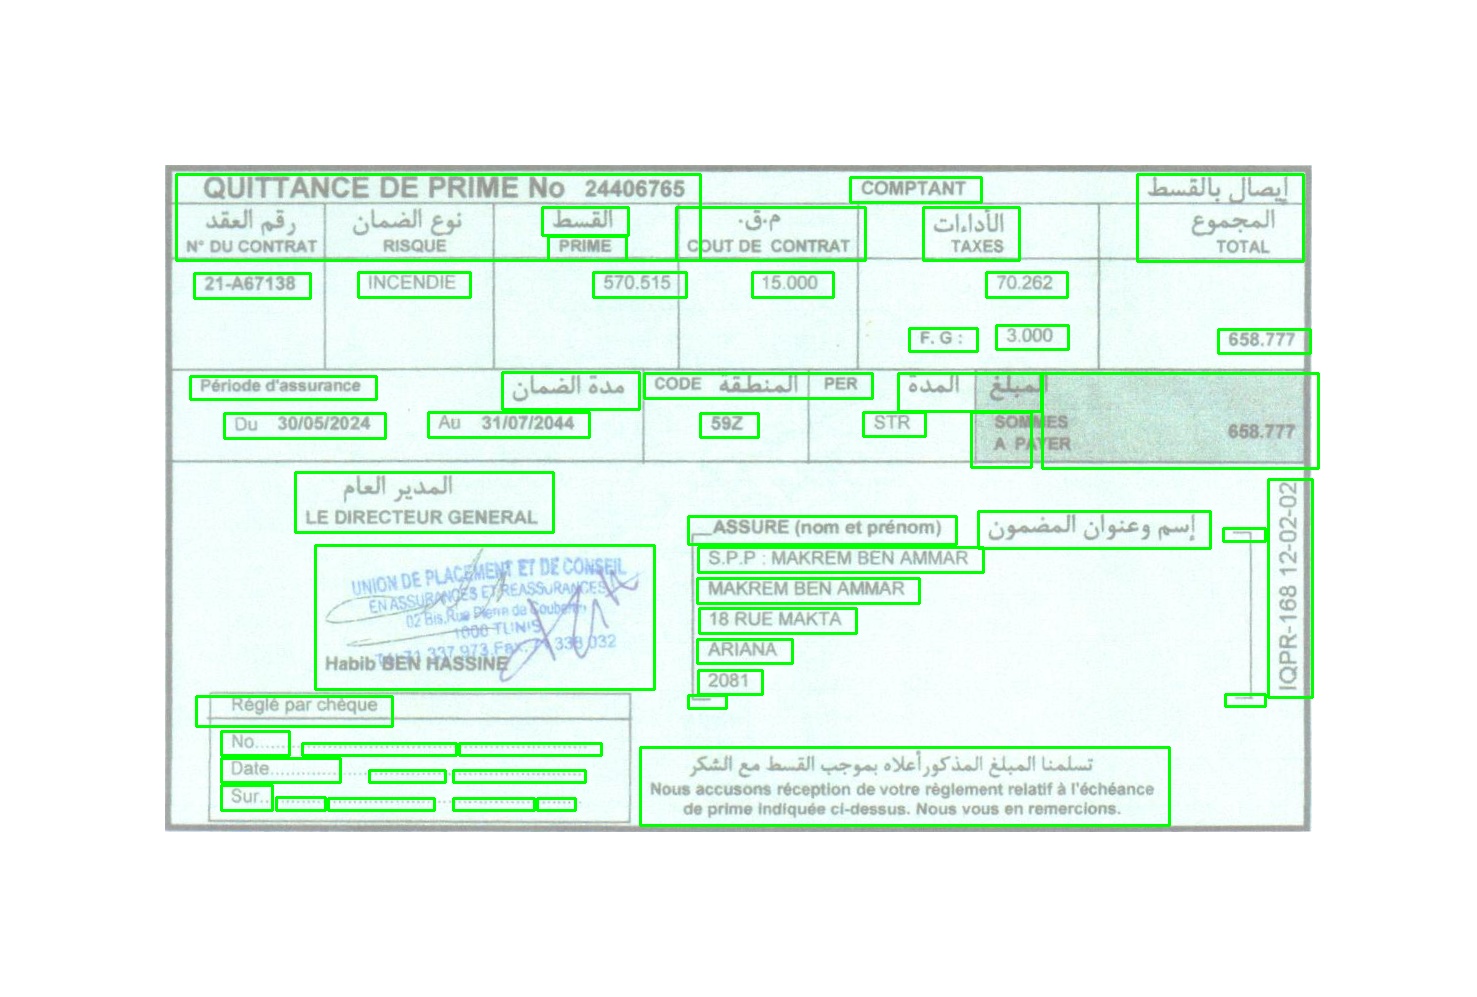 QUITTANCE DE PRIME No 24406765 COMPTANT إيصال بالقسط
رقم العقد نوع الضمان القسط م.ق. الأداءات المجموع
N° DU CONTRAT RISQUE PRIME COUT DE CONTRAT TAXES TOTAL
21-A67138 INCENDIE 570.515 15.000 70.262
F. G : 3.000 658.777
Période d'assurance مدة الضمان CODE المنطقه PER المدة المبلغ
Du 30/05/2024 Au 31/07/2044 59Z STR SOMMES
A PAYER 658.777
المدير العام
LE DIRECTEUR GENERAL
UNION DE PLACEMENT ET DE CONSEIL
EN ASSURANCES ET REASSURANCES
02 Bis, Rue Pierre de Coubertin
1000 TUNIS
71 337 973 Fax: 71 338 032
Habib BEN HASSINE
ASSURE (nom et prénom) إسم وعنوان المضمون
S.P.P : MAKREM BEN AMMAR
MAKREM BEN AMMAR
18 RUE MAKTA
ARIANA
2081
IQPR-168 12-02-02
Règlé par chèque
No.
Date
Sur
تسلمنا المبلغ المذكور أعلاه بموجب القسط مع الشكر
Nous accusons réception de votre règlement relatif à l'échéance
de prime indiquée ci-dessus. Nous vous en remercions.